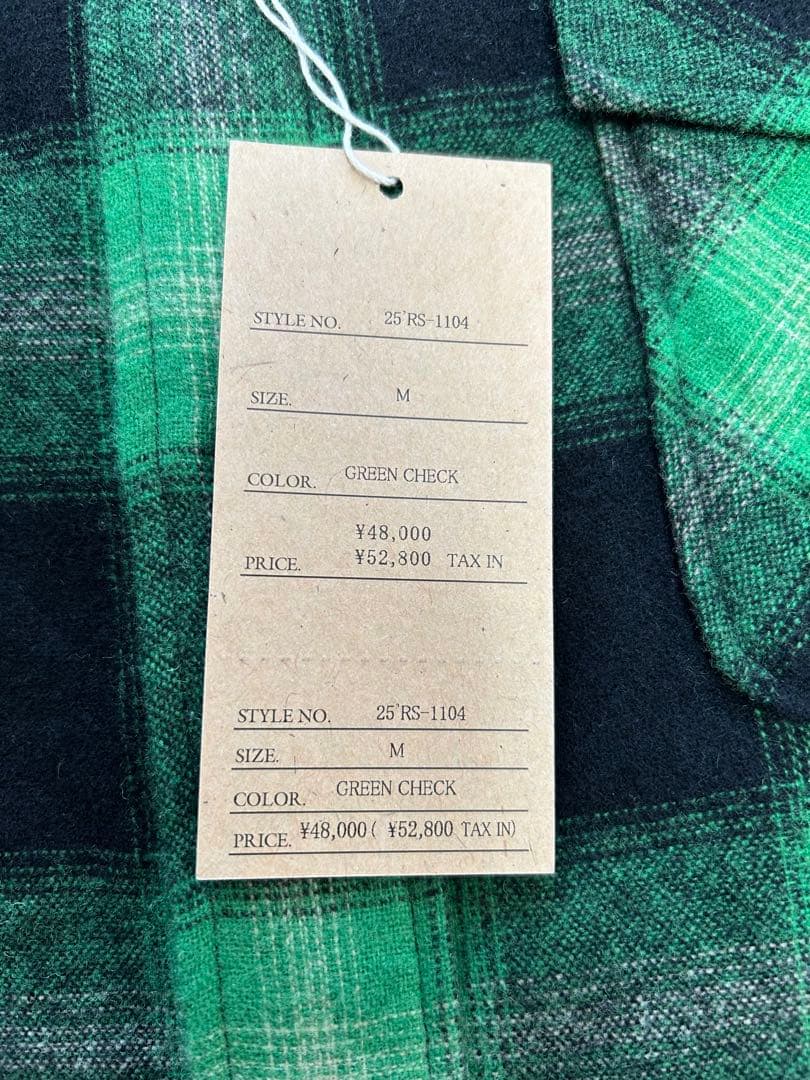 STYLE NO. 25'RS-1104
SIZE. M
COLOR. GREEN CHECK
¥48,000
PRICE. ¥52,800 TAX IN
STYLE NO. 25'RS-1104
SIZE. M
COLOR. GREEN CHECK
PRICE. ¥48,000( ¥52,800 TAX IN)